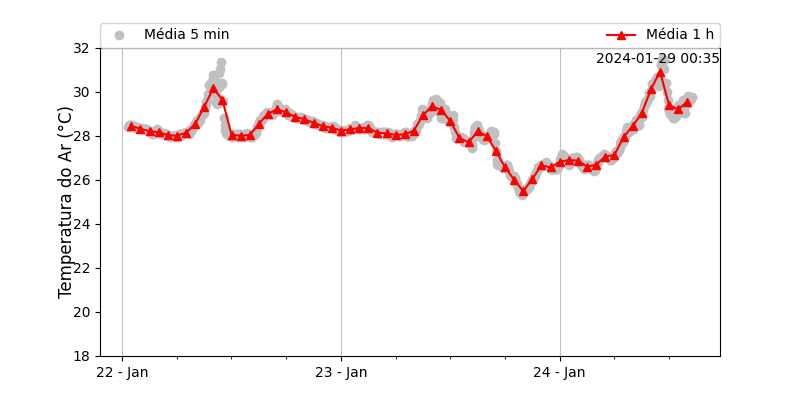 Média 5 min
Média 1 h
2024-01-29 00:35
Temperatura do Ar (°C)
32
30
28
26
24
22
20
18
22 - Jan
23 - Jan
24 - Jan